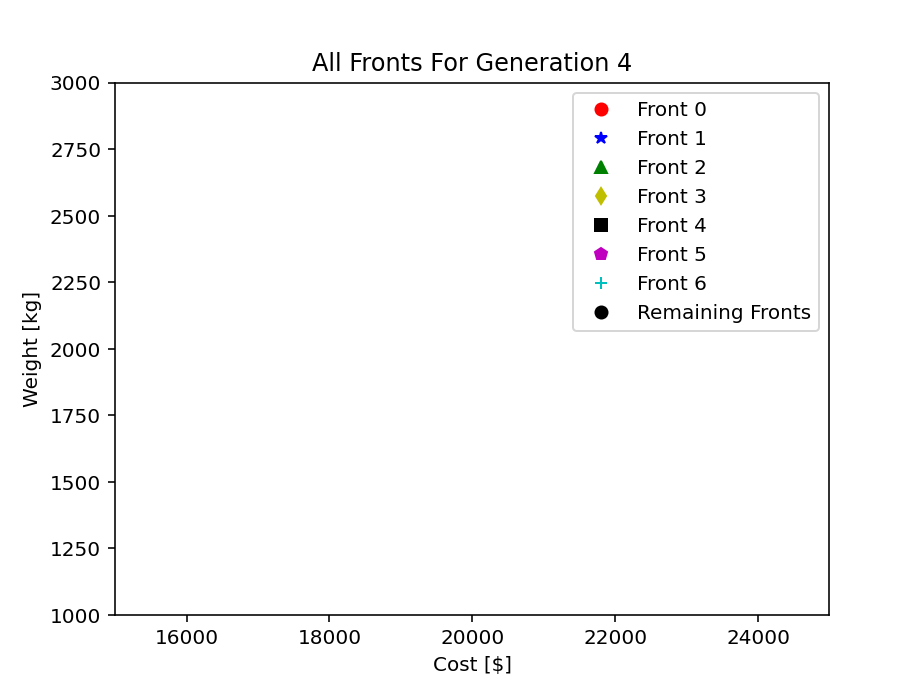 All Fronts For Generation 4
3000
2750
2500
2250
2000
1750
1500
1250
1000
Weight [kg]
Front 0
Front 1
Front 2
Front 3
Front 4
Front 5
Front 6
Remaining Fronts
16000 18000 20000 22000 24000
Cost [$]